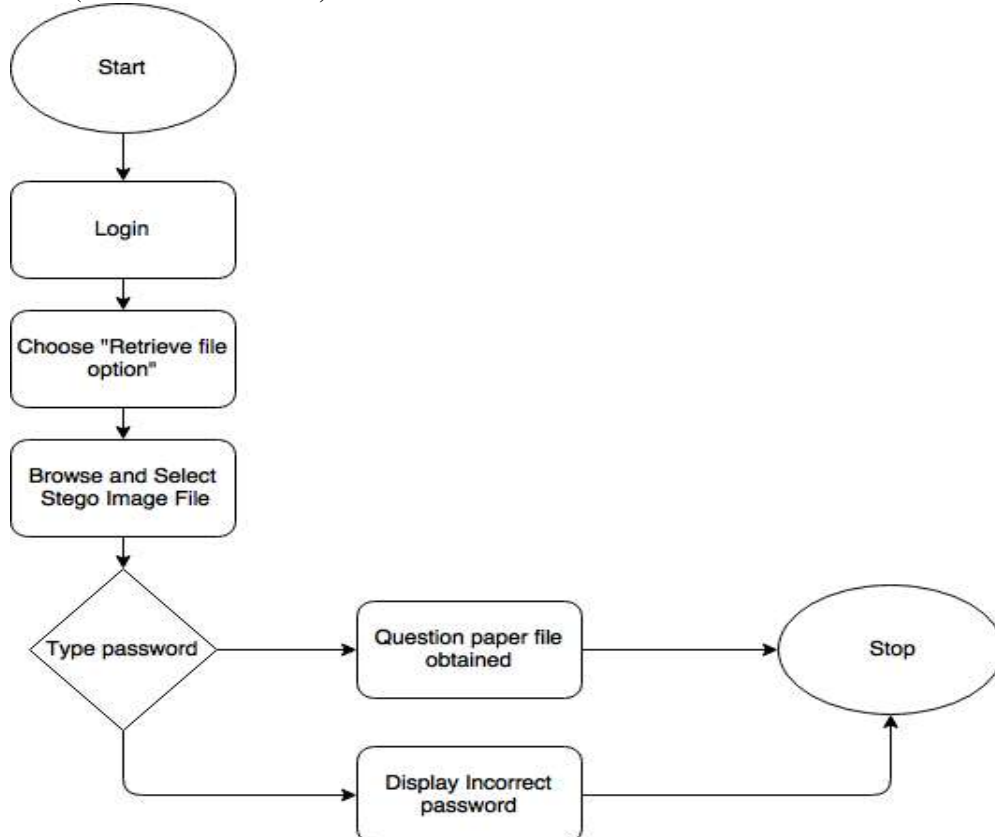 Start
Login
Choose "Retrieve file
option"
Browse and Select
Stego Image File
Type password
Question paper file
obtained
Stop
Display Incorrect
password